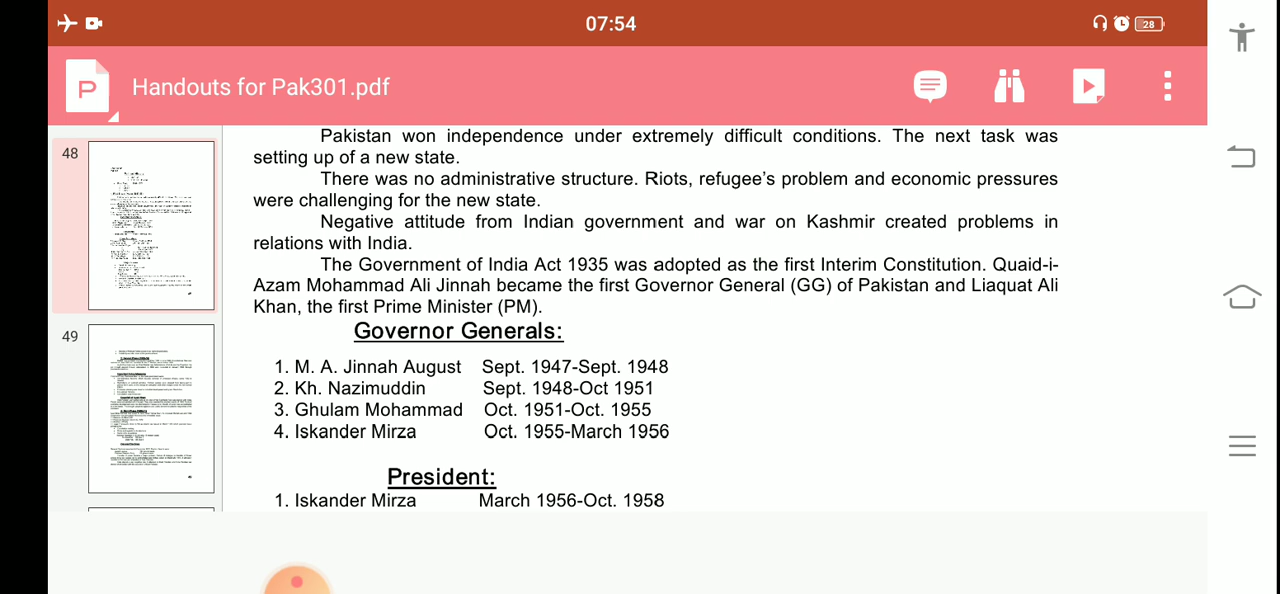 07:54
28
P
Handouts for Pak301.pdf
48
49
Pakistan won independence under extremely difficult conditions. The next task was
setting up of a new state.
There was no administrative structure. Riots, refugee's problem and economic pressures
were challenging for the new state.
Negative attitude from Indian government and war on Kashmir created problems in
relations with India.
The Government of India Act 1935 was adopted as the first Interim Constitution. Quaid-i-
Azam Mohammad Ali Jinnah became the first Governor General (GG) of Pakistan and Liaquat Ali
Khan, the first Prime Minister (PM).
Governor Generals:
1. M. A. Jinnah August Sept. 1947-Sept. 1948
2. Kh. Nazimuddin Sept. 1948-Oct 1951
3. Ghulam Mohammad Oct. 1951-Oct. 1955
4. Iskander Mirza Oct. 1955-March 1956
President:
1. Iskander Mirza March 1956-Oct. 1958